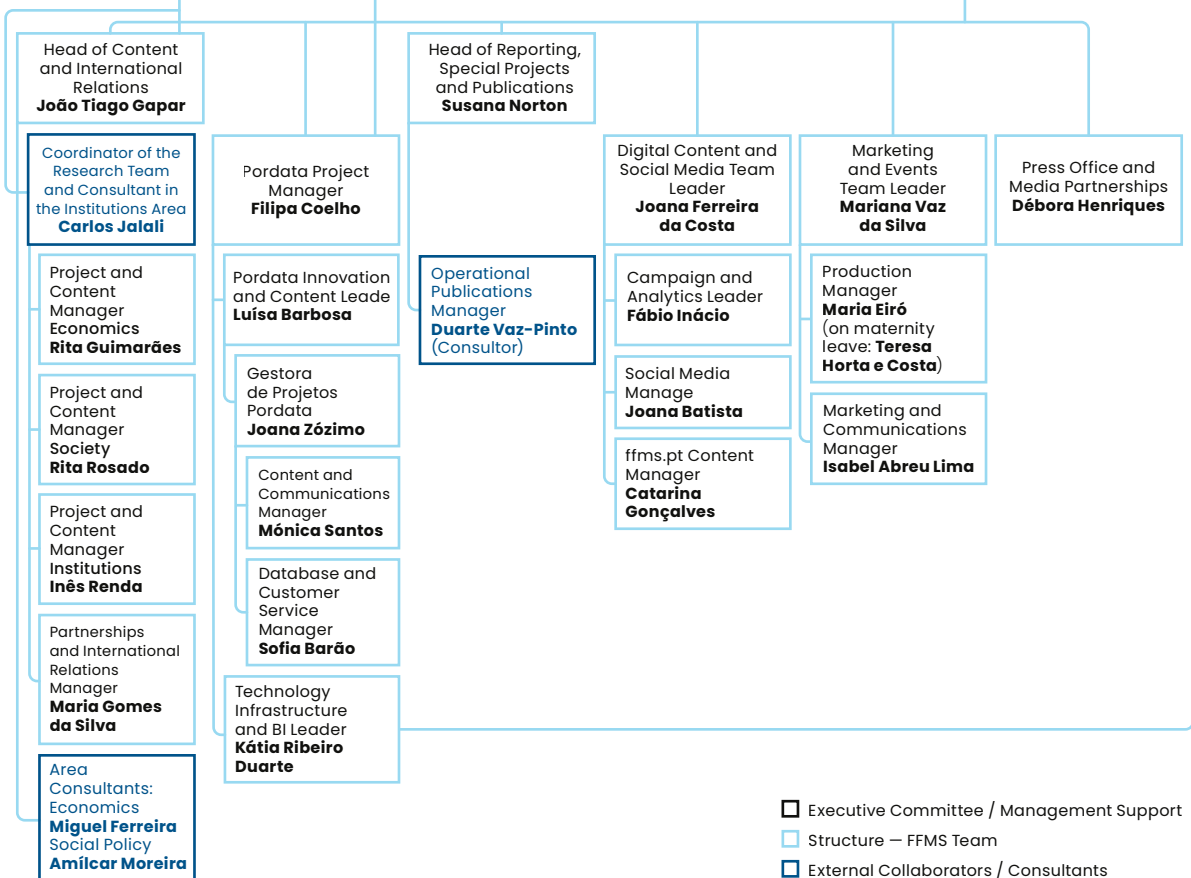 Head of Content
and International
Relations
João Tiago Gapar
Coordinator of the
Research Team
and Consultant in
the Institutions Area
Carlos Jalali
Project and
Content
Manager
Economics
Rita Guimarães
Project and
Content
Manager
Society
Rita Rosado
Project and
Content
Manager
Institutions
Inês Renda
Partnerships
and International
Relations
Manager
Maria Gomes
da Silva
Area
Consultants:
Economics
Miguel Ferreira
Social Policy
Amílcar Moreira
Pordata Project
Manager
Filipa Coelho
Pordata Innovation
and Content Leade
Luísa Barbosa
Gestora
de Projetos
Pordata
Joana Zózimo
Content and
Communications
Manager
Mónica Santos
Database and
Customer
Service
Manager
Sofia Barão
Technology
Infrastructure
and BI Leader
Kátia Ribeiro
Duarte
Head of Reporting,
Special Projects
and Publications
Susana Norton
Operational
Publications
Manager
Duarte Vaz-Pinto
(Consultor)
Digital Content and
Social Media Team
Leader
Joana Ferreira
da Costa
Campaign and
Analytics Leader
Fábio Inácio
Social Media
Manage
Joana Batista
ffms.pt Content
Manager
Catarina
Gonçalves
Marketing
and Events
Team Leader
Mariana Vaz
da Silva
Production
Manager
Maria Eiró
(on maternity
leave: Teresa
Horta e Costa)
Marketing and
Communications
Manager
Isabel Abreu Lima
Press Office and
Media Partnerships
Débora Henriques
Executive Committee / Management Support
Structure — FFMS Team
External Collaborators / Consultants